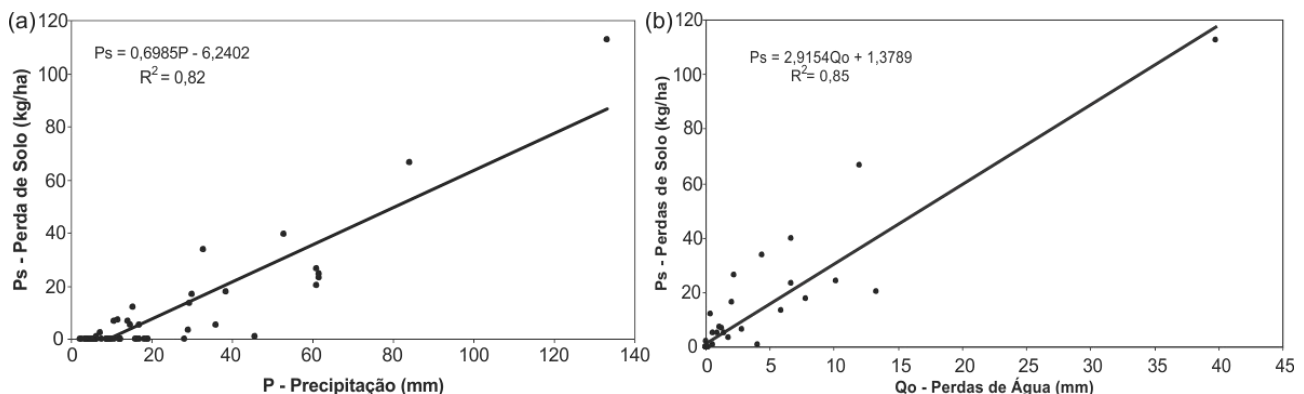 (a)
Ps - Perda de Solo (kg/ha)
120
100
80
60
40
20
0
Ps = 0,6985P - 6,2402
R² = 0,82
0 20 40 60 80 100 120 140
P - Precipitação (mm)
(b)
Ps - Perdas de Solo (kg/ha)
120
100
80
60
40
20
0
Ps = 2,9154Qo + 1,3789
R²= 0,85
0 5 10 15 20 25 30 35 40 45
Qo - Perdas de Água (mm)